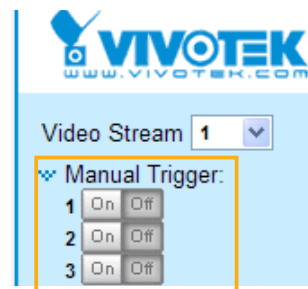 VIVOTEK
www.vivotek.com
Video Stream 1
Manual Trigger:
1 On Off
2 On Off
3 On Off